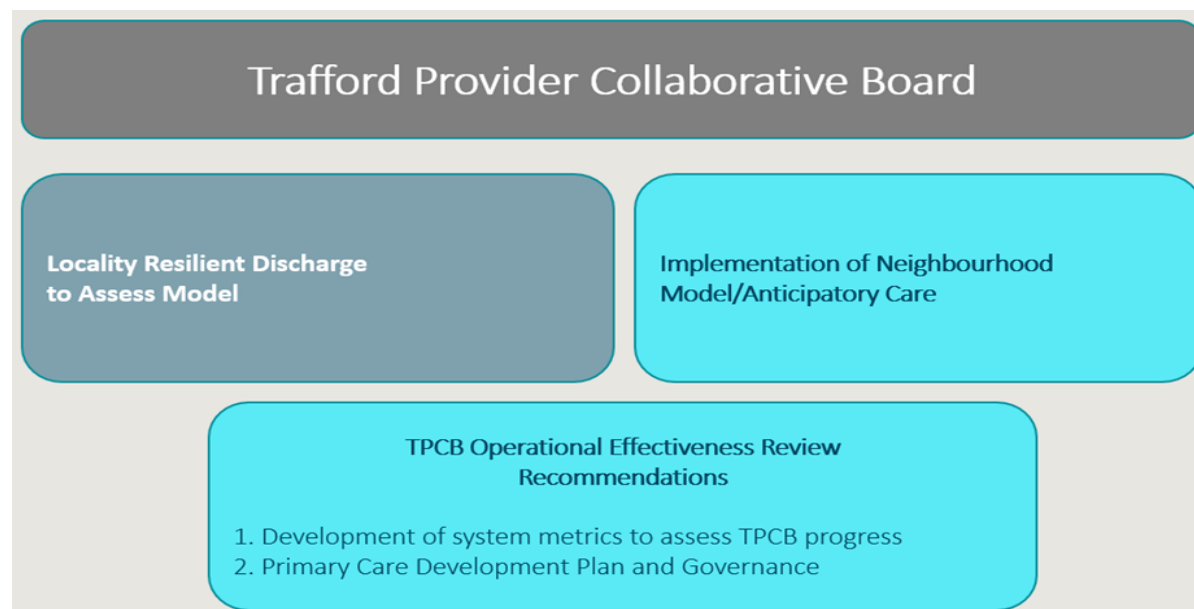 Trafford Provider Collaborative Board
Locality Resilient Discharge
to Assess Model
Implementation of Neighbourhood
Model/Anticipatory Care
TPCB Operational Effectiveness Review
Recommendations
1. Development of system metrics to assess TPCB progress
2. Primary Care Development Plan and Governance